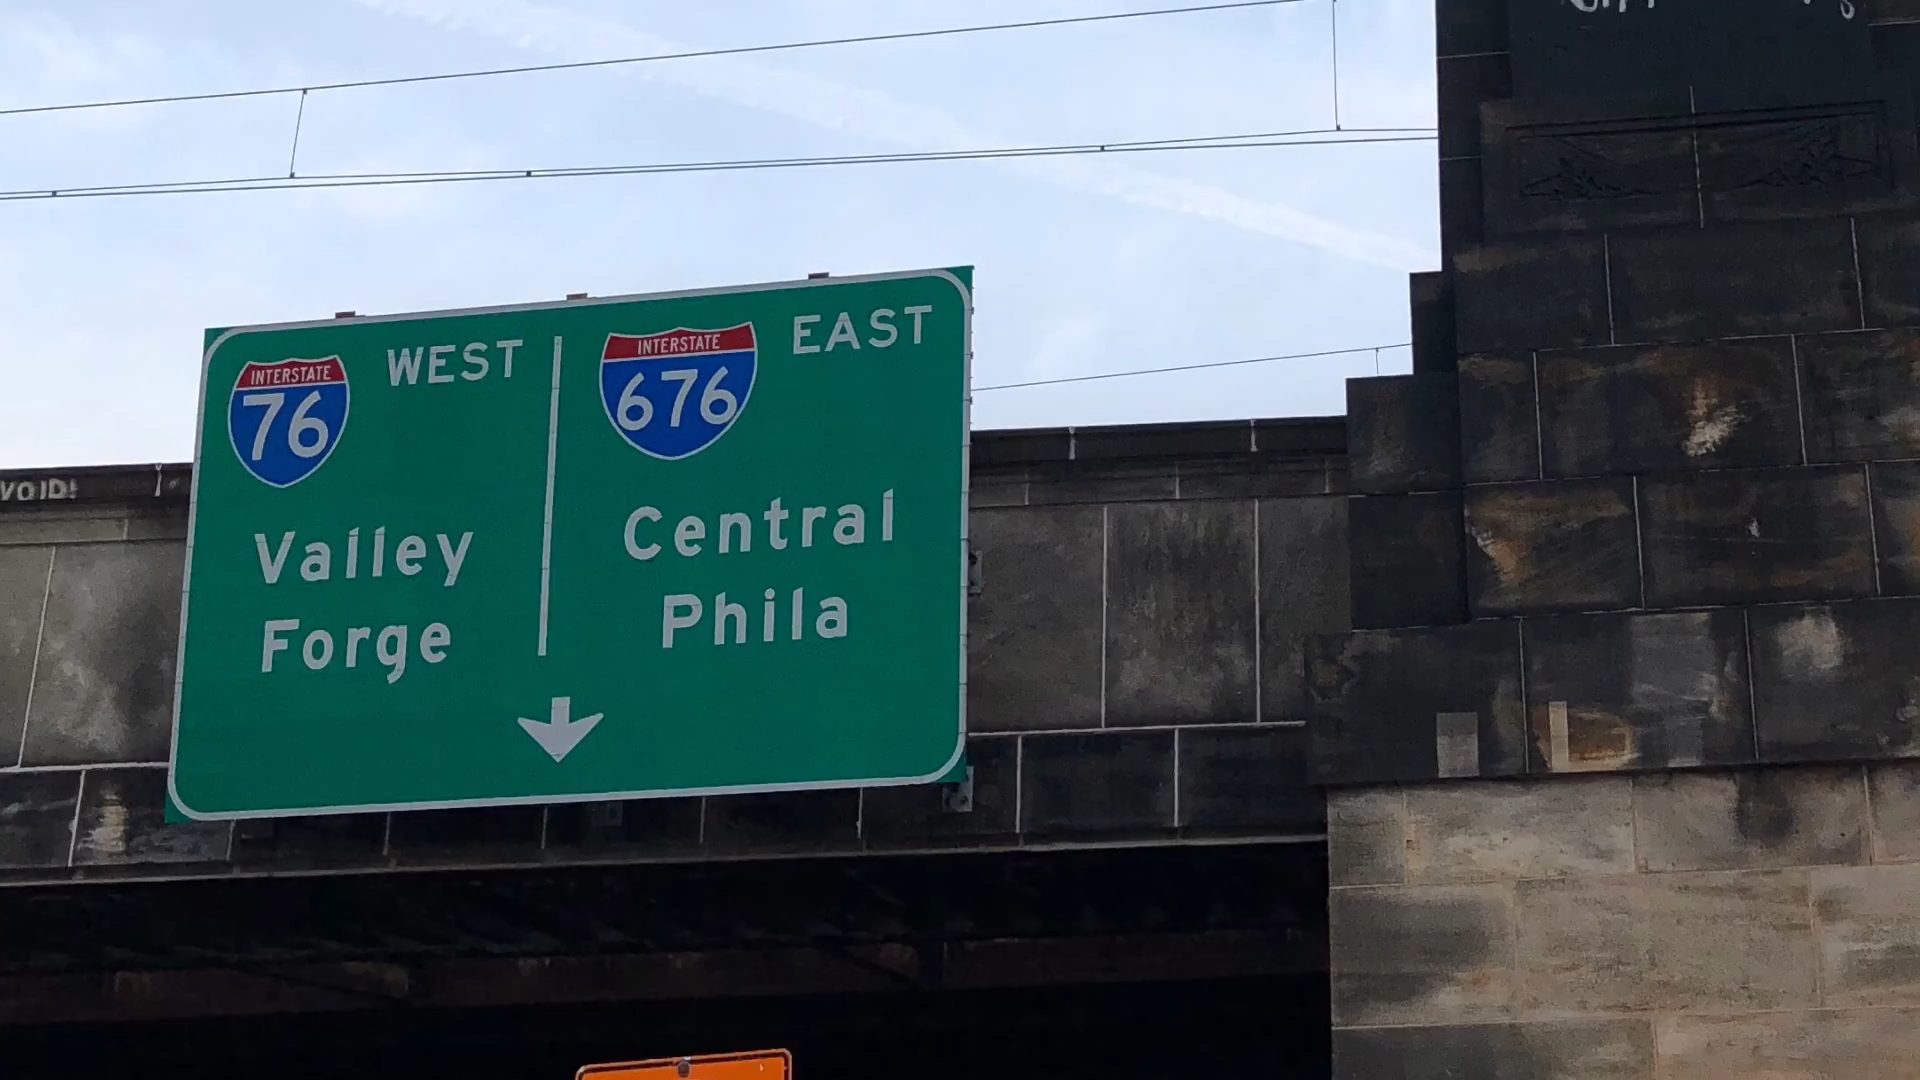 INTERSTATE
76
WEST
Valley
Forge
INTERSTATE
676
EAST
Central
Phila
VOID!